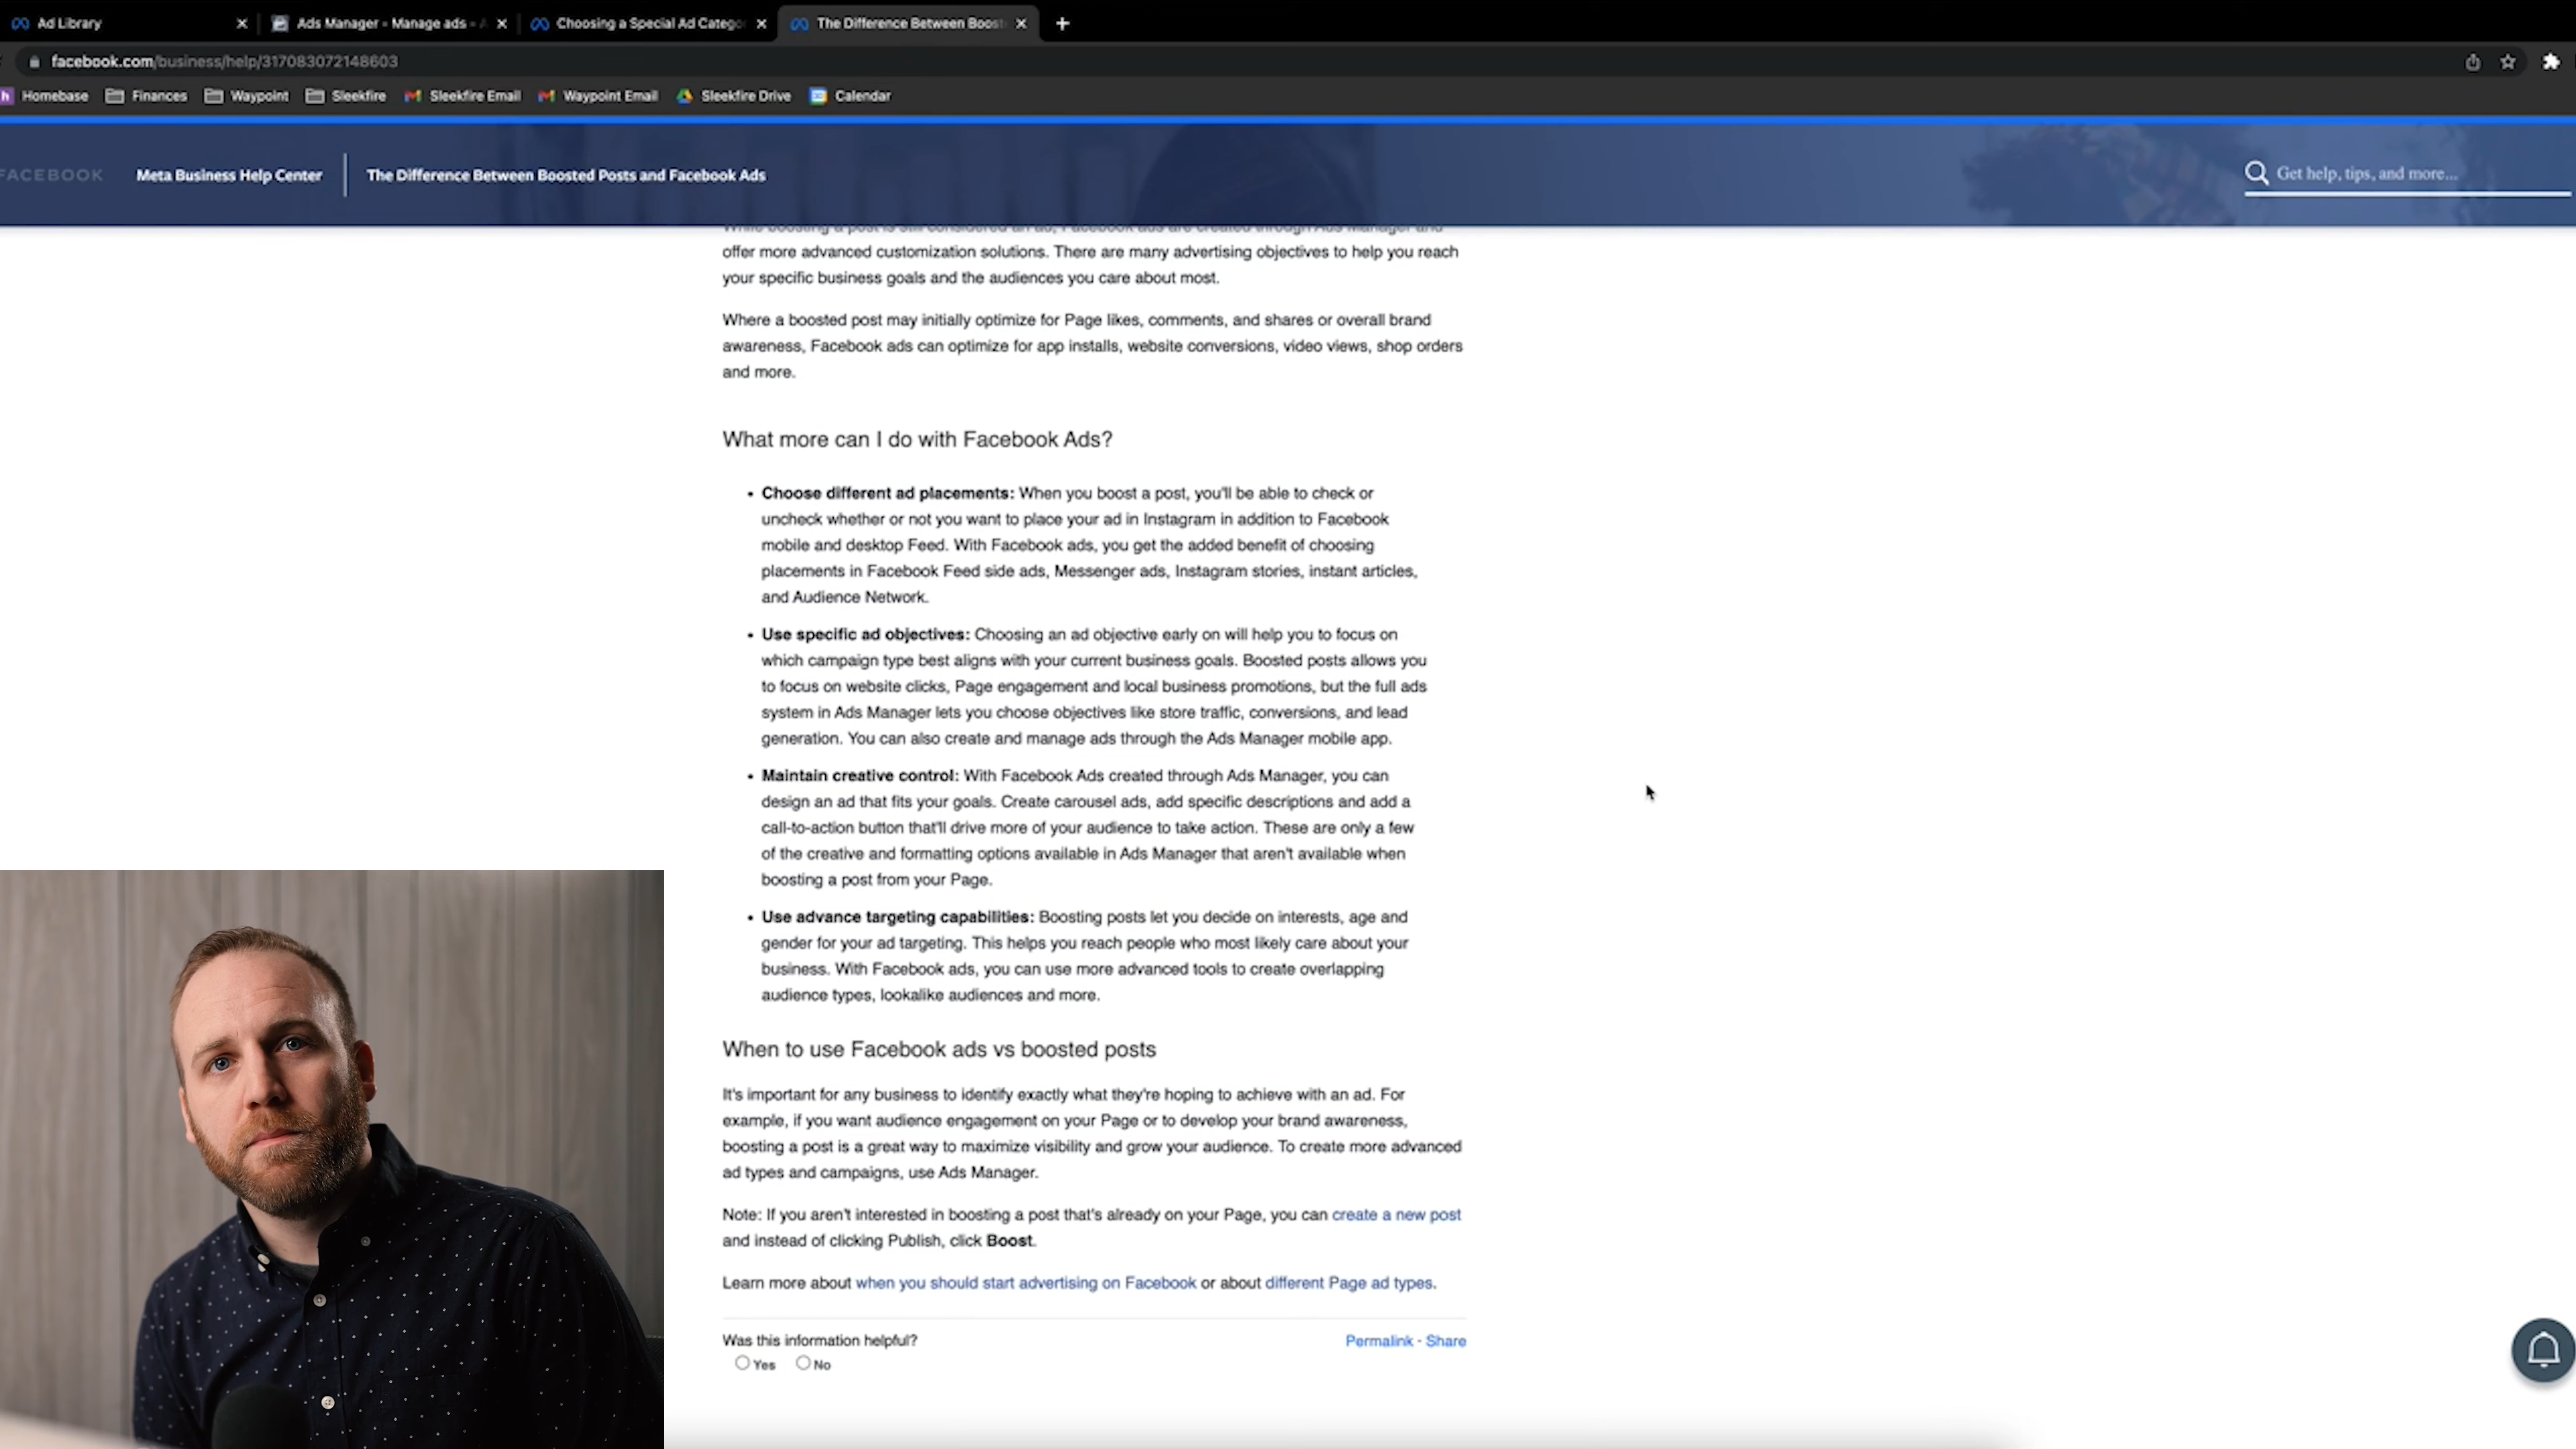 Ad Library
Ads Manager - Manage ads -
Choosing a Special Ad Catego
The Difference Between Boost
facebook.com/business/help/317083072148603
h Homebase Finances Waypoint Sleekfire Sleekfire Email Waypoint Email Sleekfire Drive Calendar
FACEBOOK Meta Business Help Center The Difference Between Boosted Posts and Facebook Ads Get help, tips, and more...
While boosting a post is still considered an ad, Facebook ads are created through Ads Manager and
offer more advanced customization solutions. There are many advertising objectives to help you reach
your specific business goals and the audiences you care about most.
Where a boosted post may initially optimize for Page likes, comments, and shares or overall brand
awareness, Facebook ads can optimize for app installs, website conversions, video views, shop orders
and more.
What more can I do with Facebook Ads?
• Choose different ad placements: When you boost a post, you'll be able to check or
uncheck whether or not you want to place your ad in Instagram in addition to Facebook
mobile and desktop Feed. With Facebook ads, you get the added benefit of choosing
placements in Facebook Feed side ads, Messenger ads, Instagram stories, instant articles,
and Audience Network.
• Use specific ad objectives: Choosing an ad objective early on will help you to focus on
which campaign type best aligns with your current business goals. Boosted posts allows you
to focus on website clicks, Page engagement and local business promotions, but the full ads
system in Ads Manager lets you choose objectives like store traffic, conversions, and lead
generation. You can also create and manage ads through the Ads Manager mobile app.
• Maintain creative control: With Facebook Ads created through Ads Manager, you can
design an ad that fits your goals. Create carousel ads, add specific descriptions and add a
call-to-action button that'll drive more of your audience to take action. These are only a few
of the creative and formatting options available in Ads Manager that aren't available when
boosting a post from your Page.
• Use advance targeting capabilities: Boosting posts let you decide on interests, age and
gender for your ad targeting. This helps you reach people who most likely care about your
business. With Facebook ads, you can use more advanced tools to create overlapping
audience types, lookalike audiences and more.
When to use Facebook ads vs boosted posts
It's important for any business to identify exactly what they're hoping to achieve with an ad. For
example, if you want audience engagement on your Page or to develop your brand awareness,
boosting a post is a great way to maximize visibility and grow your audience. To create more advanced
ad types and campaigns, use Ads Manager.
Note: If you aren't interested in boosting a post that's already on your Page, you can create a new post
and instead of clicking Publish, click Boost.
Learn more about when you should start advertising on Facebook or about different Page ad types.
Was this information helpful? Permalink · Share
Yes No